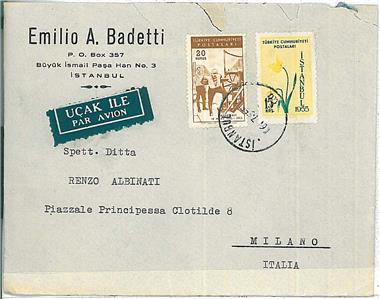 Emilio A. Badetti
P. O. Box 357
Büyük İsmail Paşa Han No. 3
İSTANBUL
UÇAK İLE
PAR AVION
TÜRKİYE CUMHURİYETİ
POSTALARI
20
KURUŞ
TÜRKİYE CUMHURİYETİ
POSTALARI
İSTANBUL
1955
15
İSTANBUL
Spett. Ditta
RENZO ALBINATI
Piazzale Principessa Clotilde 8
MILANO
ITALIA